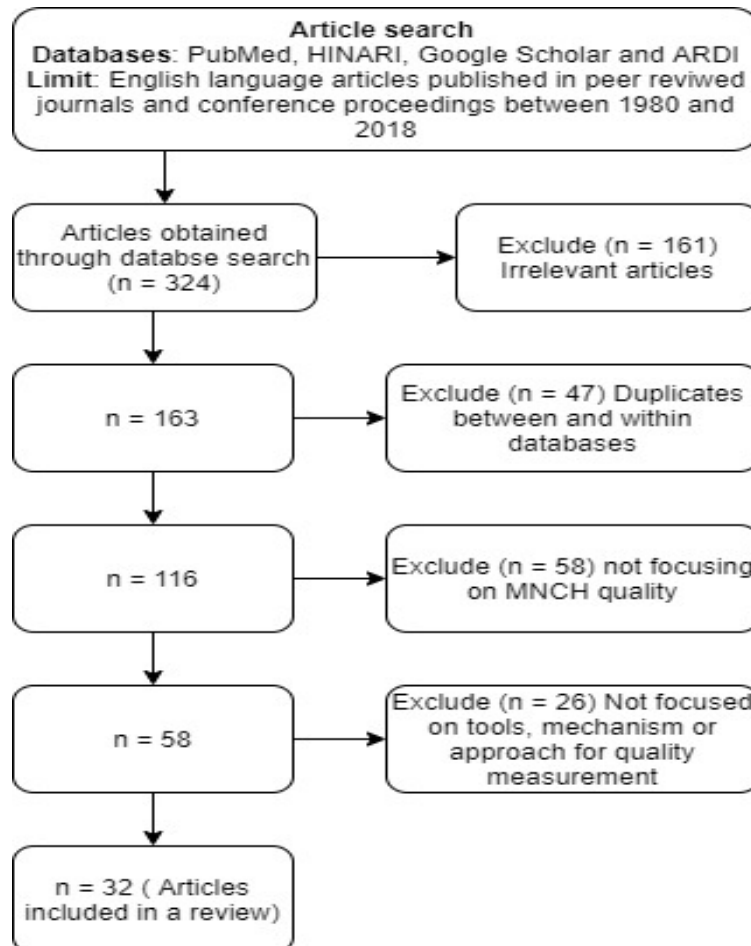 Article search
Databases: PubMed, HINARI, Google Scholar and ARDI
Limit: English language articles published in peer reviwed
journals and conference proceedings between 1980 and
2018
Articles obtained
through databse search
(n = 324)
Exclude (n = 161)
Irrelevant articles
n = 163
Exclude (n = 47) Duplicates
between and within
databases
n = 116
Exclude (n = 58) not focusing
on MNCH quality
n = 58
Exclude (n = 26) Not focused
on tools, mechanism or
approach for quality
measurement
n = 32 ( Articles
included in a review)